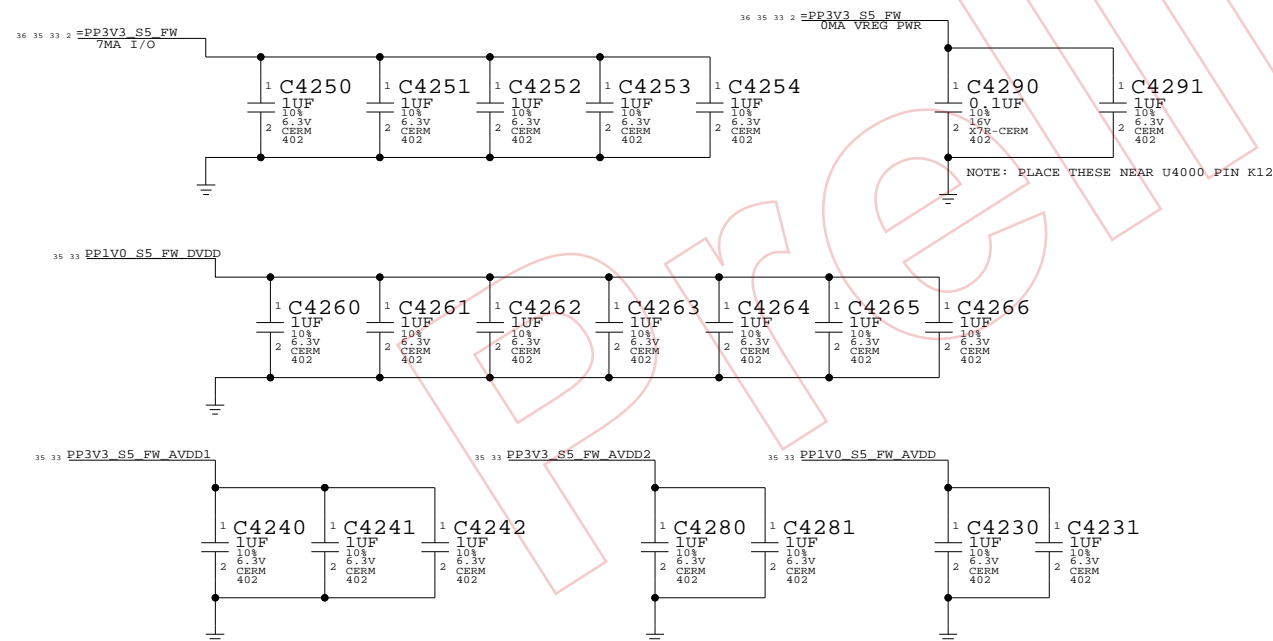 36 35 33 2 =PP3V3_S5_FW
7MA I/O
1 C4250
1UF
10%
6.3V
2 CERM
402
1 C4251
1UF
10%
6.3V
2 CERM
402
1 C4252
1UF
10%
6.3V
2 CERM
402
1 C4253
1UF
10%
6.3V
2 CERM
402
1 C4254
1UF
10%
6.3V
2 CERM
402
36 35 33 2 =PP3V3_S5_FW
0MA VREG PWR
1 C4290
0.1UF
10%
16V
2 X7R-CERM
402
1 C4291
1UF
10%
6.3V
2 CERM
402
NOTE: PLACE THESE NEAR U4000 PIN K12
35 33 PP1V0_S5_FW_DVDD
1 C4260
1UF
10%
6.3V
2 CERM
402
1 C4261
1UF
10%
6.3V
2 CERM
402
1 C4262
1UF
10%
6.3V
2 CERM
402
1 C4263
1UF
10%
6.3V
2 CERM
402
1 C4264
1UF
10%
6.3V
2 CERM
402
1 C4265
1UF
10%
6.3V
2 CERM
402
1 C4266
1UF
10%
6.3V
2 CERM
402
35 33 PP3V3_S5_FW_AVDD1
1 C4240
1UF
10%
6.3V
2 CERM
402
1 C4241
1UF
10%
6.3V
2 CERM
402
1 C4242
1UF
10%
6.3V
2 CERM
402
35 33 PP3V3_S5_FW_AVDD2
1 C4280
1UF
10%
6.3V
2 CERM
402
1 C4281
1UF
10%
6.3V
2 CERM
402
35 33 PP1V0_S5_FW_AVDD
1 C4230
1UF
10%
6.3V
2 CERM
402
1 C4231
1UF
10%
6.3V
2 CERM
402